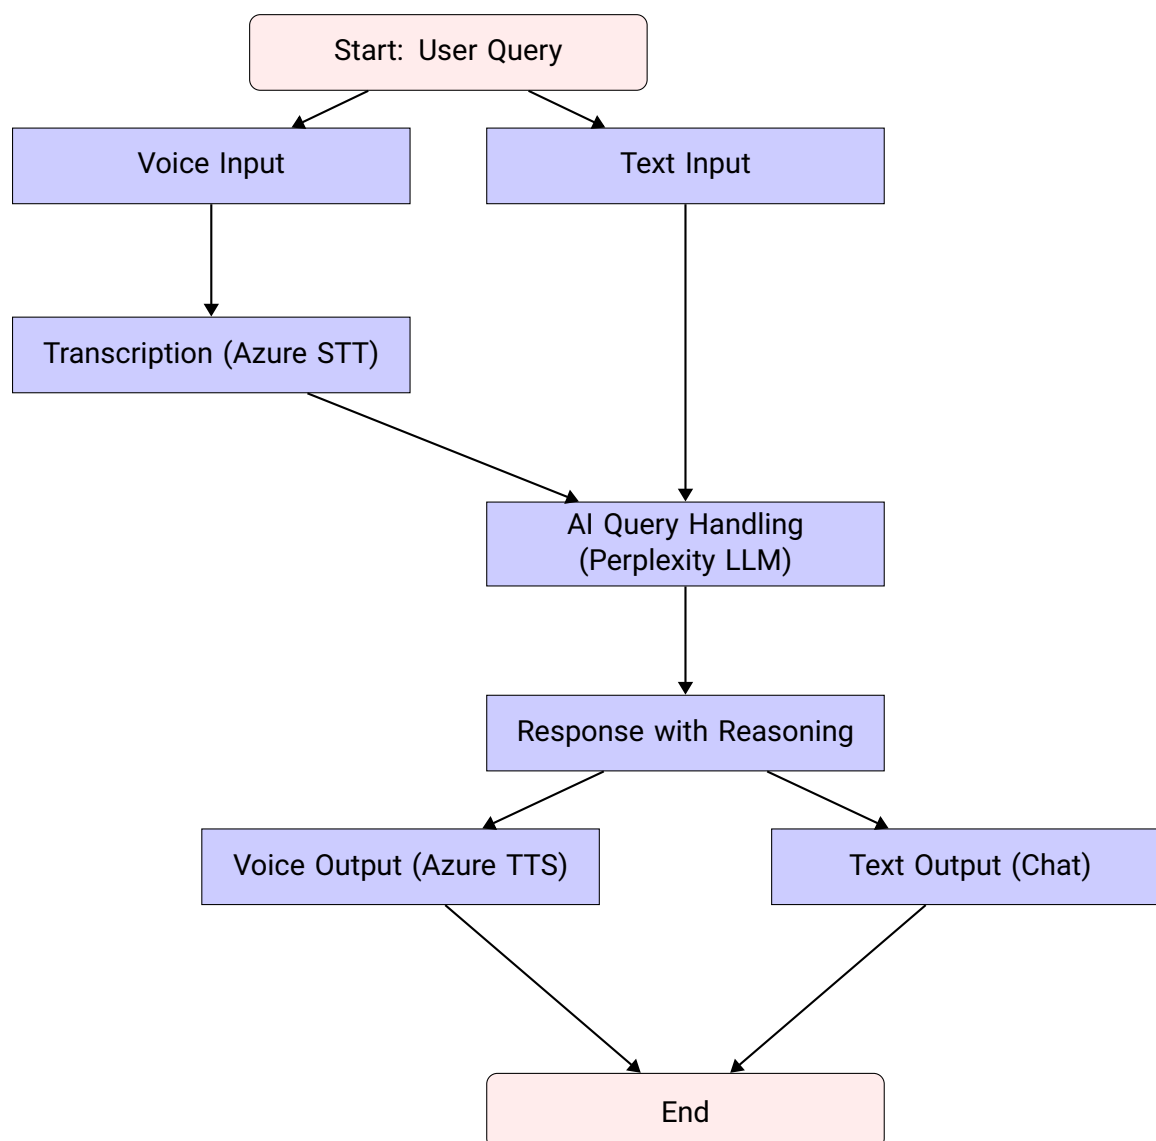 Start: User Query
Voice Input
Text Input
Transcription (Azure STT)
AI Query Handling
(Perplexity LLM)
Response with Reasoning
Voice Output (Azure TTS)
Text Output (Chat)
End